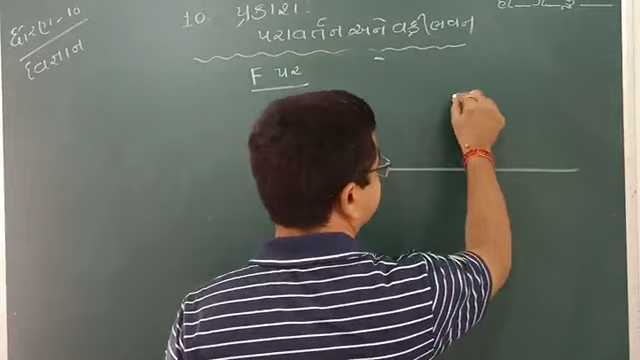 ધોરણ-10
વિજ્ઞાન
10. પ્રકાશ:
પરાવર્તન અને વક્રીભવન
F પર